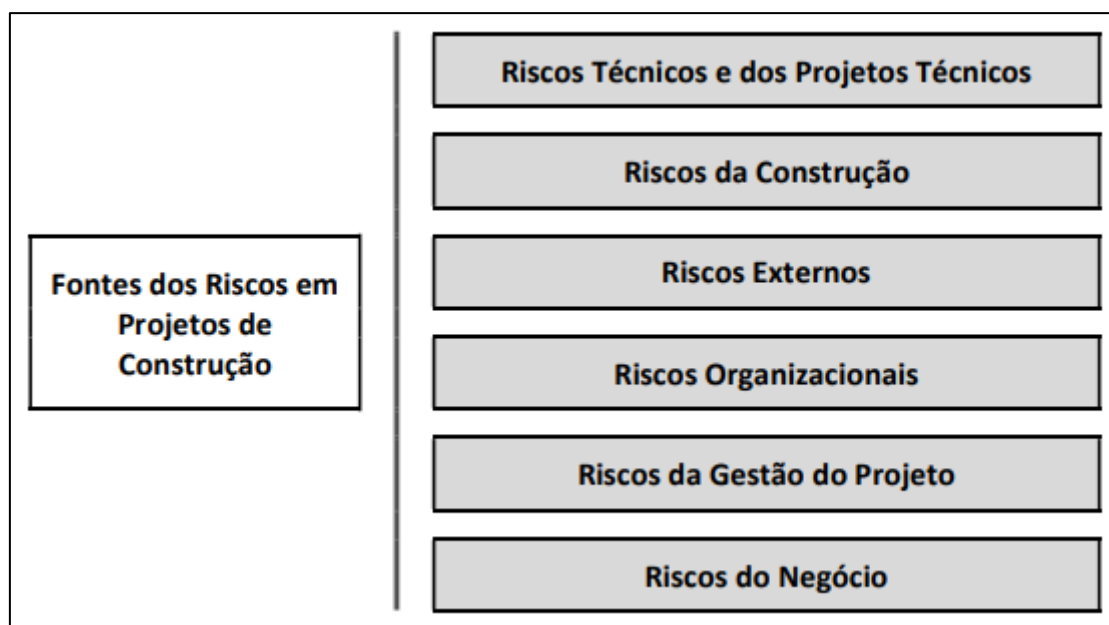 Fontes dos Riscos em
Projetos de
Construção
Riscos Técnicos e dos Projetos Técnicos
Riscos da Construção
Riscos Externos
Riscos Organizacionais
Riscos da Gestão do Projeto
Riscos do Negócio